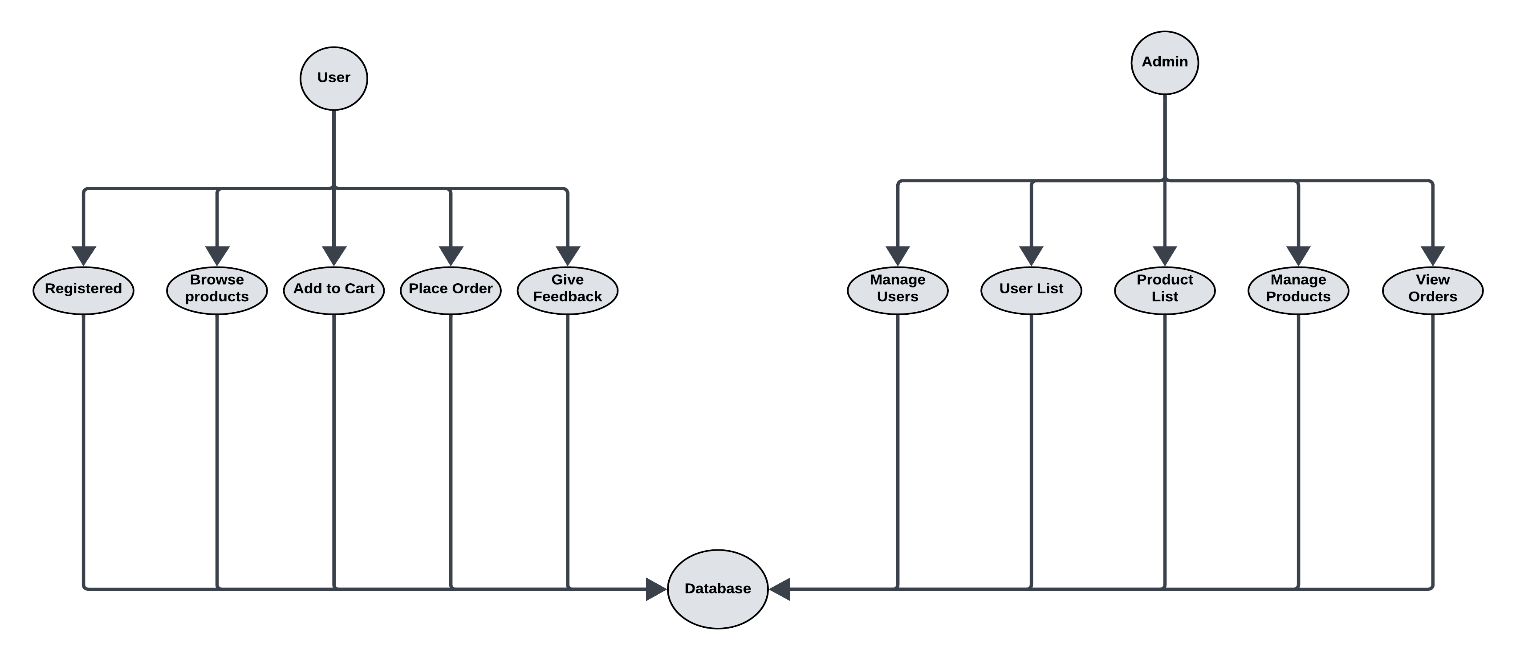 User
Admin
Registered
Browse
products
Add to Cart
Place Order
Give
Feedback
Manage
Users
User List
Product
List
Manage
Products
View
Orders
Database